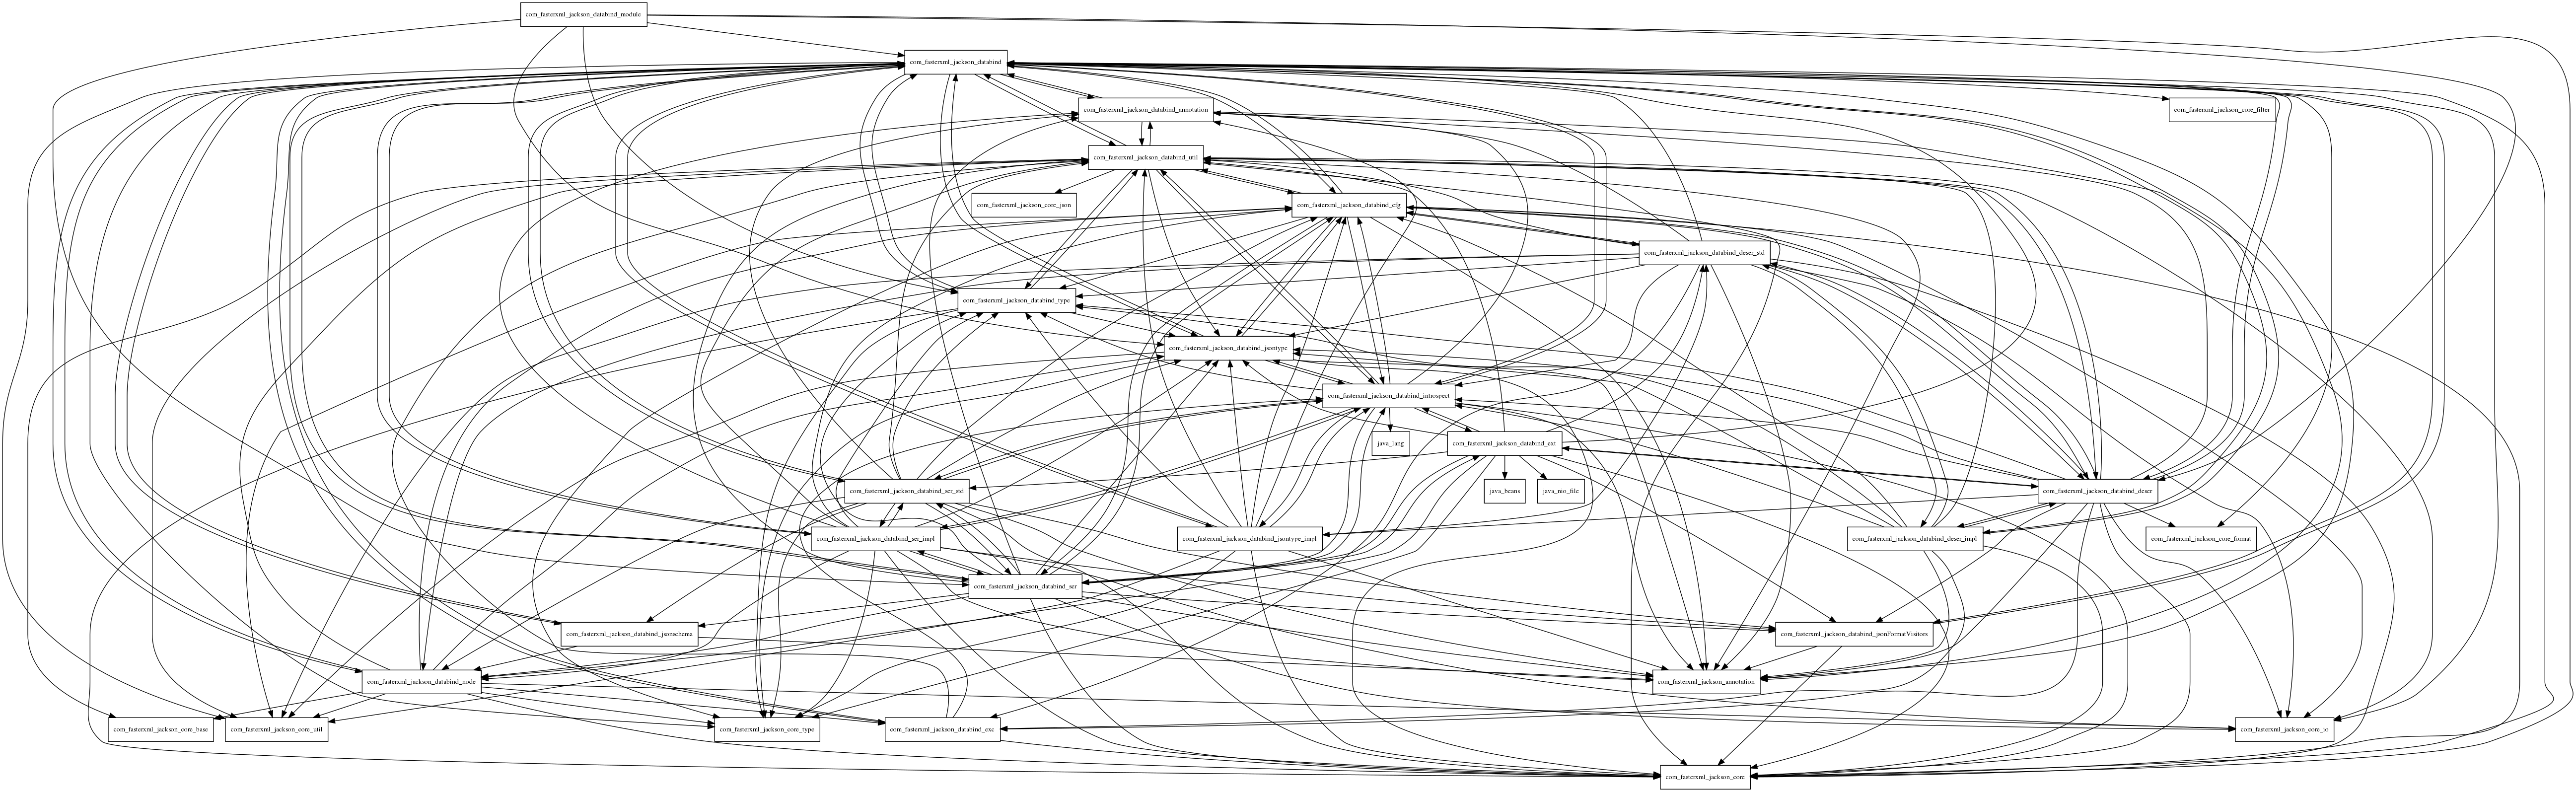 com_fasterxml_jackson_databind_module
com_fasterxml_jackson_databind
com_fasterxml_jackson_databind_annotation
com_fasterxml_jackson_core_filter
com_fasterxml_jackson_databind_util
com_fasterxml_jackson_core_json
com_fasterxml_jackson_databind_cfg
com_fasterxml_jackson_databind_deser_std
com_fasterxml_jackson_databind_type
com_fasterxml_jackson_databind_jsontype
com_fasterxml_jackson_databind_introspect
java_lang
com_fasterxml_jackson_databind_ext
com_fasterxml_jackson_databind_ser_std
java_beans
java_nio_file
com_fasterxml_jackson_databind_deser
com_fasterxml_jackson_databind_ser_impl
com_fasterxml_jackson_databind_jsontype_impl
com_fasterxml_jackson_databind_deser_impl
com_fasterxml_jackson_core_format
com_fasterxml_jackson_databind_ser
com_fasterxml_jackson_databind_jsonschema
com_fasterxml_jackson_databind_jsonFormatVisitors
com_fasterxml_jackson_databind_node
com_fasterxml_jackson_annotation
com_fasterxml_jackson_core_base
com_fasterxml_jackson_core_util
com_fasterxml_jackson_core_type
com_fasterxml_jackson_databind_exc
com_fasterxml_jackson_core_io
com_fasterxml_jackson_core